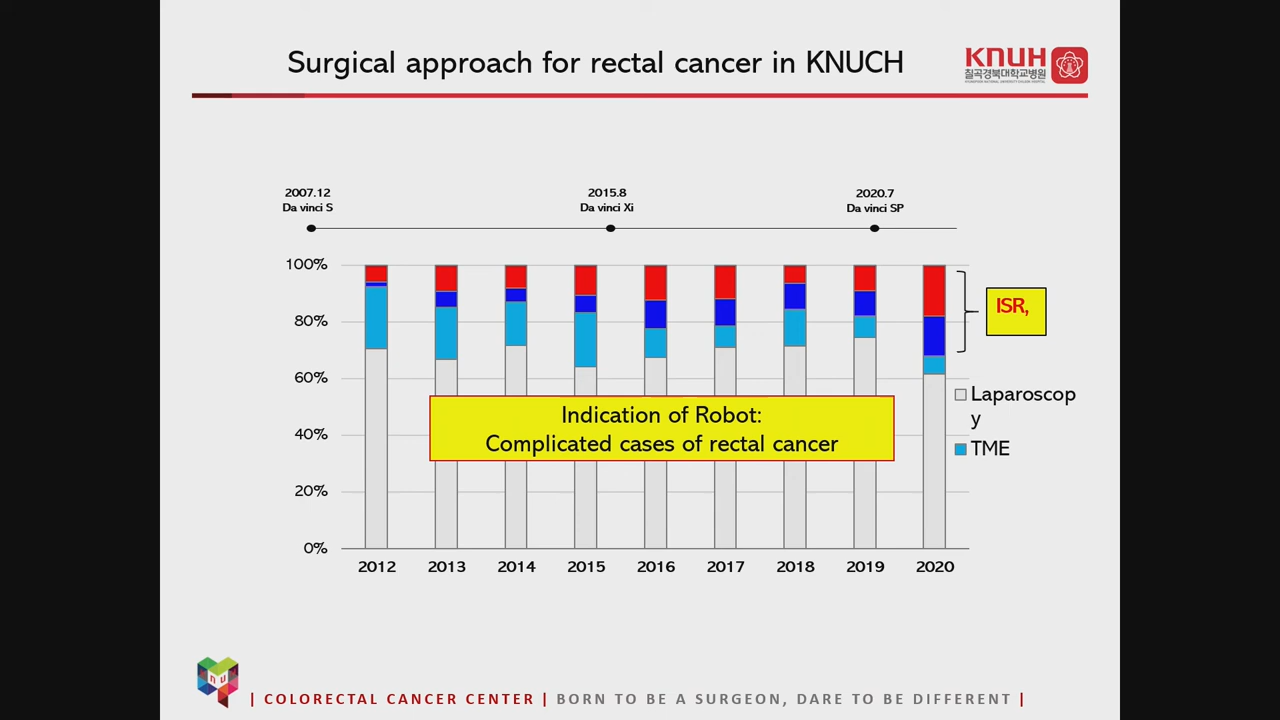 Surgical approach for rectal cancer in KNUCH
KNUH
칠곡경북대학교병원
2007.12
Da vinci S
2015.8
Da vinci Xi
2020.7
Da vinci SP
100%
80%
60%
40%
20%
0%
ISR,
Laparoscop
y
TME
Indication of Robot:
Complicated cases of rectal cancer
2012 2013 2014 2015 2016 2017 2018 2019 2020
| COLORECTAL CANCER CENTER | BORN TO BE A SURGEON, DARE TO BE DIFFERENT |